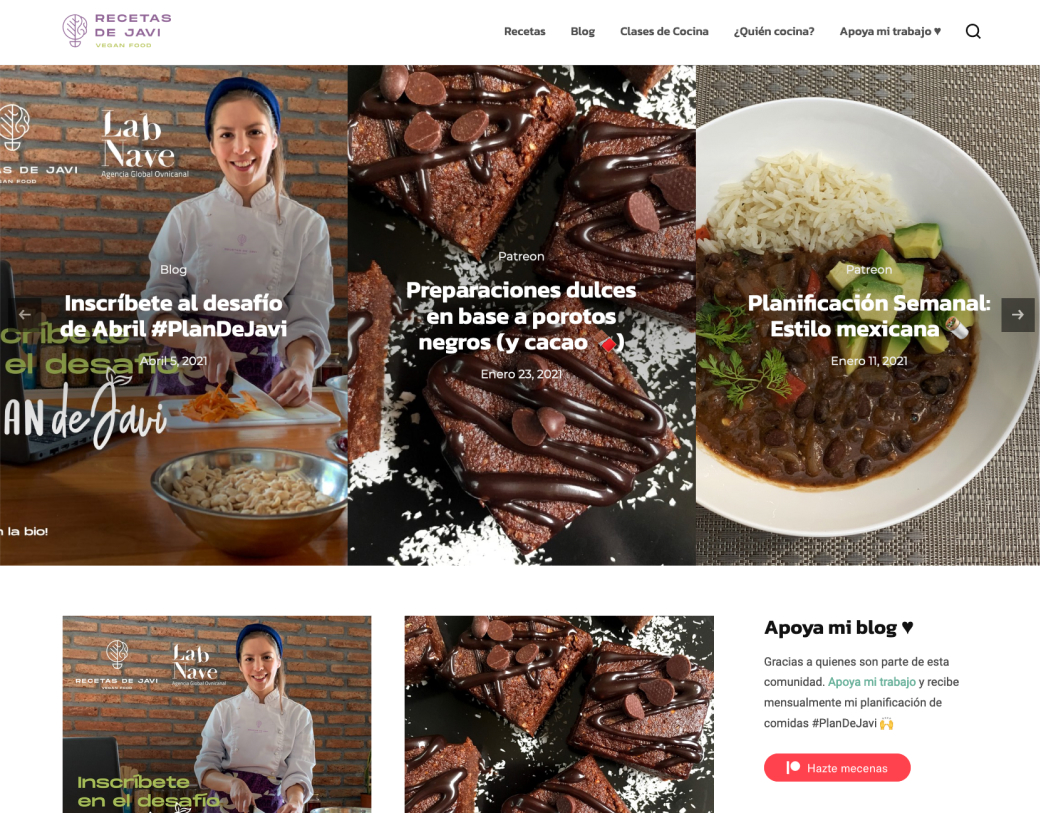 RECETAS
DE JAVI
VEGAN FOOD
Recetas
Blog
Clases de Cocina
¿Quién cocina?
Apoya mi trabajo ♥
Lab
Nave
Agencia Global Ovnicanal
S DE JAVI
GAN FOOD
Blog
Inscríbete al desafío
de Abril #PlanDeJavi
Abril 5, 2021
críbete
el desafío
AN de Javi
n la bio!
Patreon
Preparaciones dulces
en base a porotos
negros (y cacao 🍫)
Enero 23, 2021
Patreon
Planificación Semanal:
Estilo mexicana 🌯
Enero 11, 2021
RECETAS DE JAVI
VEGAN FOOD
Lab
Nave
Agencia Global Ovnicanal
Inscríbete
en el desafío
Apoya mi blog ♥
Gracias a quienes son parte de esta
comunidad. Apoya mi trabajo y recibe
mensualmente mi planificación de
comidas #PlanDeJavi 🙌
Hazte mecenas